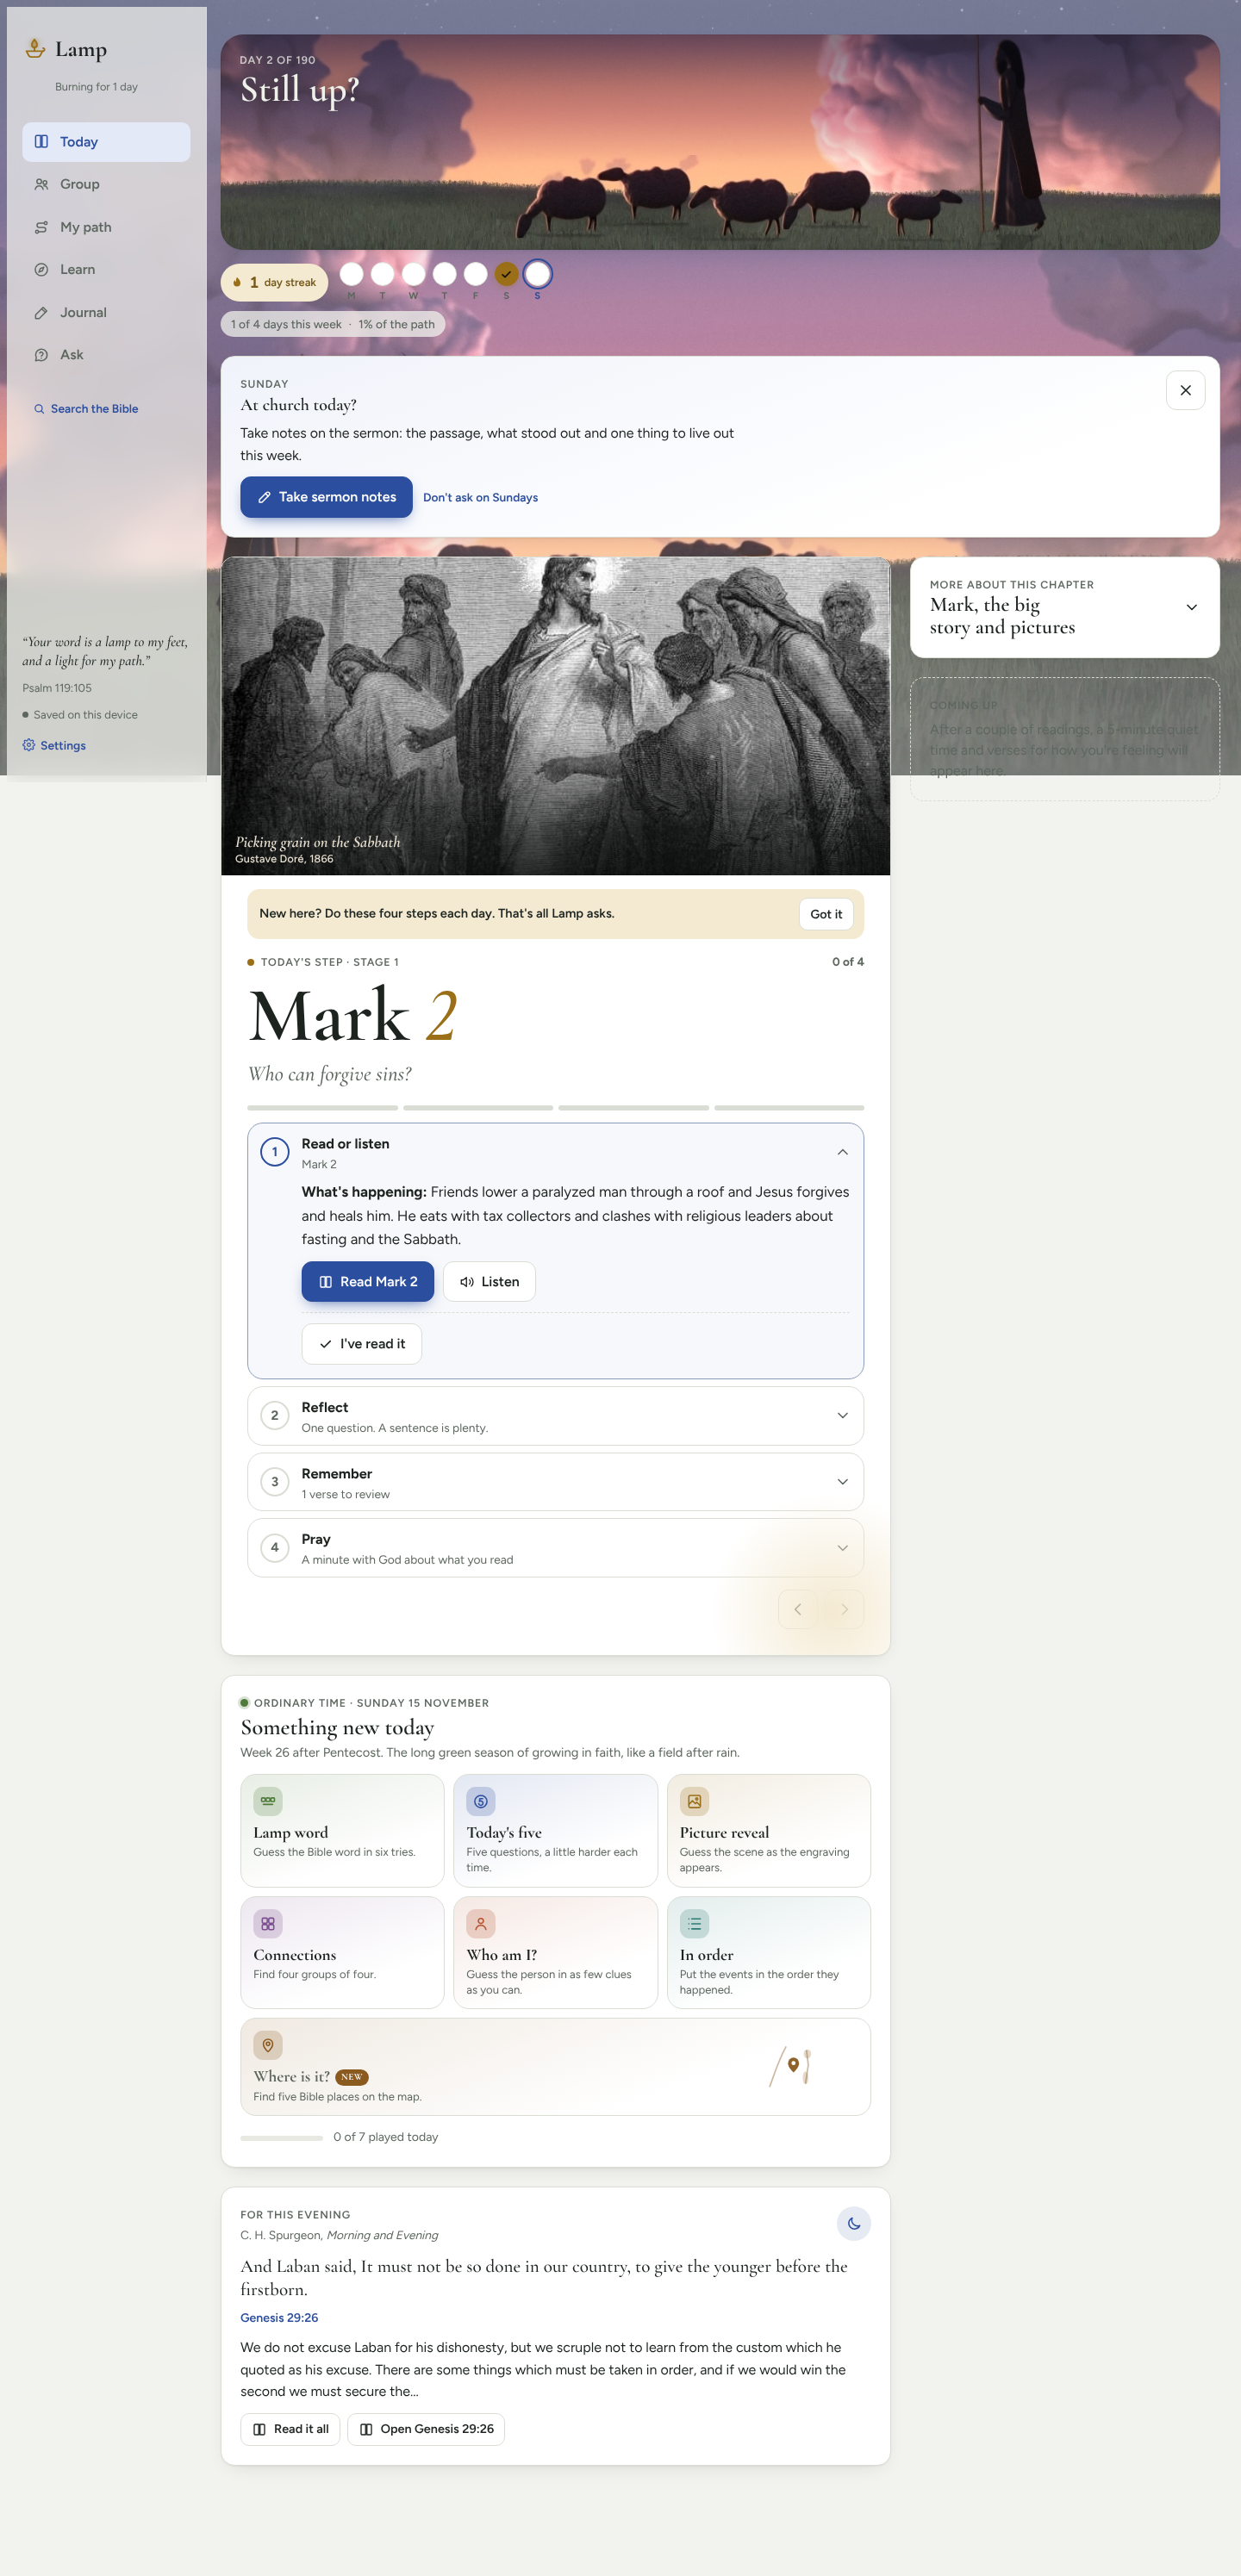 Lamp
Burning for 1 day
Today
Group
My path
Learn
Journal
Ask
Search the Bible
“Your word is a lamp to my feet,
and a light for my path.”
Psalm 119:105
Saved on this device
Settings
DAY 2 OF 190
Still up?
1 day streak
M T W T F S S
1 of 4 days this week · 1% of the path
SUNDAY
At church today?
Take notes on the sermon: the passage, what stood out and one thing to live out
this week.
Take sermon notes
Don't ask on Sundays
Picking grain on the Sabbath
Gustave Doré, 1866
MORE ABOUT THIS CHAPTER
Mark, the big
story and pictures
COMING UP
After a couple of readings, a 5-minute quiet
time and verses for how you're feeling will
appear here.
New here? Do these four steps each day. That's all Lamp asks.
Got it
TODAY'S STEP · STAGE 1
0 of 4
Mark 2
Who can forgive sins?
1
Read or listen
Mark 2
What's happening: Friends lower a paralyzed man through a roof and Jesus forgives
and heals him. He eats with tax collectors and clashes with religious leaders about
fasting and the Sabbath.
Read Mark 2
Listen
I've read it
2
Reflect
One question. A sentence is plenty.
3
Remember
1 verse to review
4
Pray
A minute with God about what you read
ORDINARY TIME · SUNDAY 15 NOVEMBER
Something new today
Week 26 after Pentecost. The long green season of growing in faith, like a field after rain.
Lamp word
Guess the Bible word in six tries.
5
Today's five
Five questions, a little harder each
time.
Picture reveal
Guess the scene as the engraving
appears.
Connections
Find four groups of four.
Who am I?
Guess the person in as few clues
as you can.
In order
Put the events in the order they
happened.
Where is it? NEW
Find five Bible places on the map.
0 of 7 played today
FOR THIS EVENING
C. H. Spurgeon, Morning and Evening
And Laban said, It must not be so done in our country, to give the younger before the
firstborn.
Genesis 29:26
We do not excuse Laban for his dishonesty, but we scruple not to learn from the custom which he
quoted as his excuse. There are some things which must be taken in order, and if we would win the
second we must secure the…
Read it all
Open Genesis 29:26